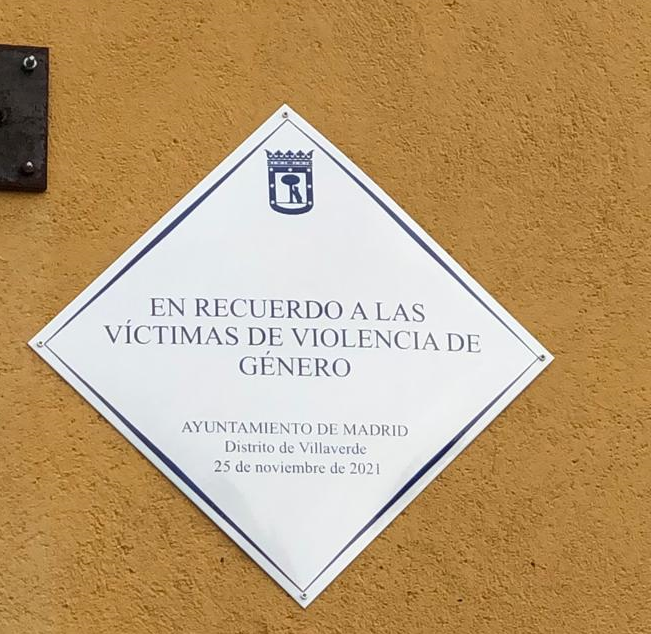 EN RECUERDO A LAS
VÍCTIMAS DE VIOLENCIA DE
GÉNERO
AYUNTAMIENTO DE MADRID
Distrito de Villaverde
25 de noviembre de 2021